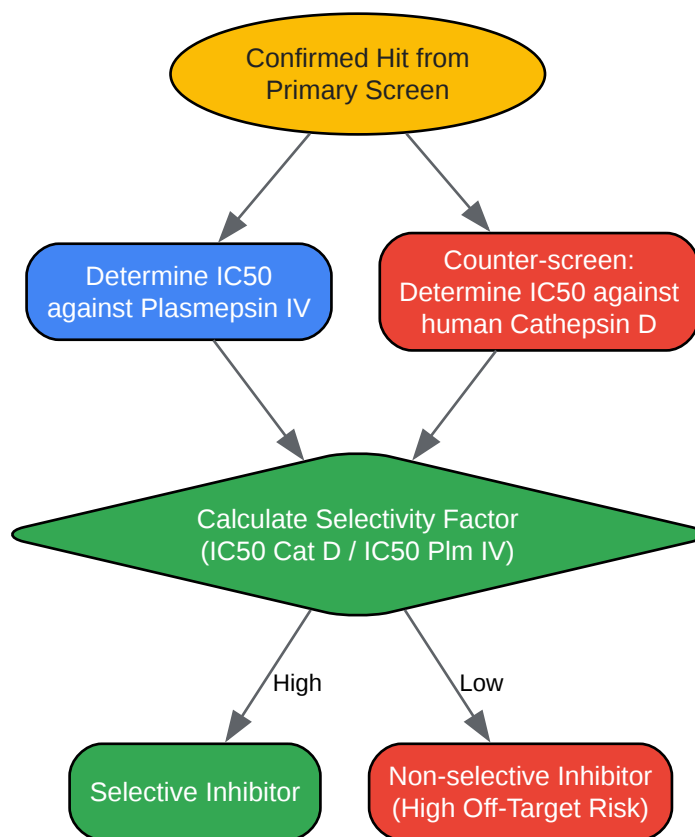 Confirmed Hit from
Primary Screen
Determine IC50
against Plasmepsin IV
Counter-screen:
Determine IC50 against
human Cathepsin D
Calculate Selectivity Factor
(IC50 Cat D / IC50 Plm IV)
High
Low
Selective Inhibitor
Non-selective Inhibitor
(High Off-Target Risk)